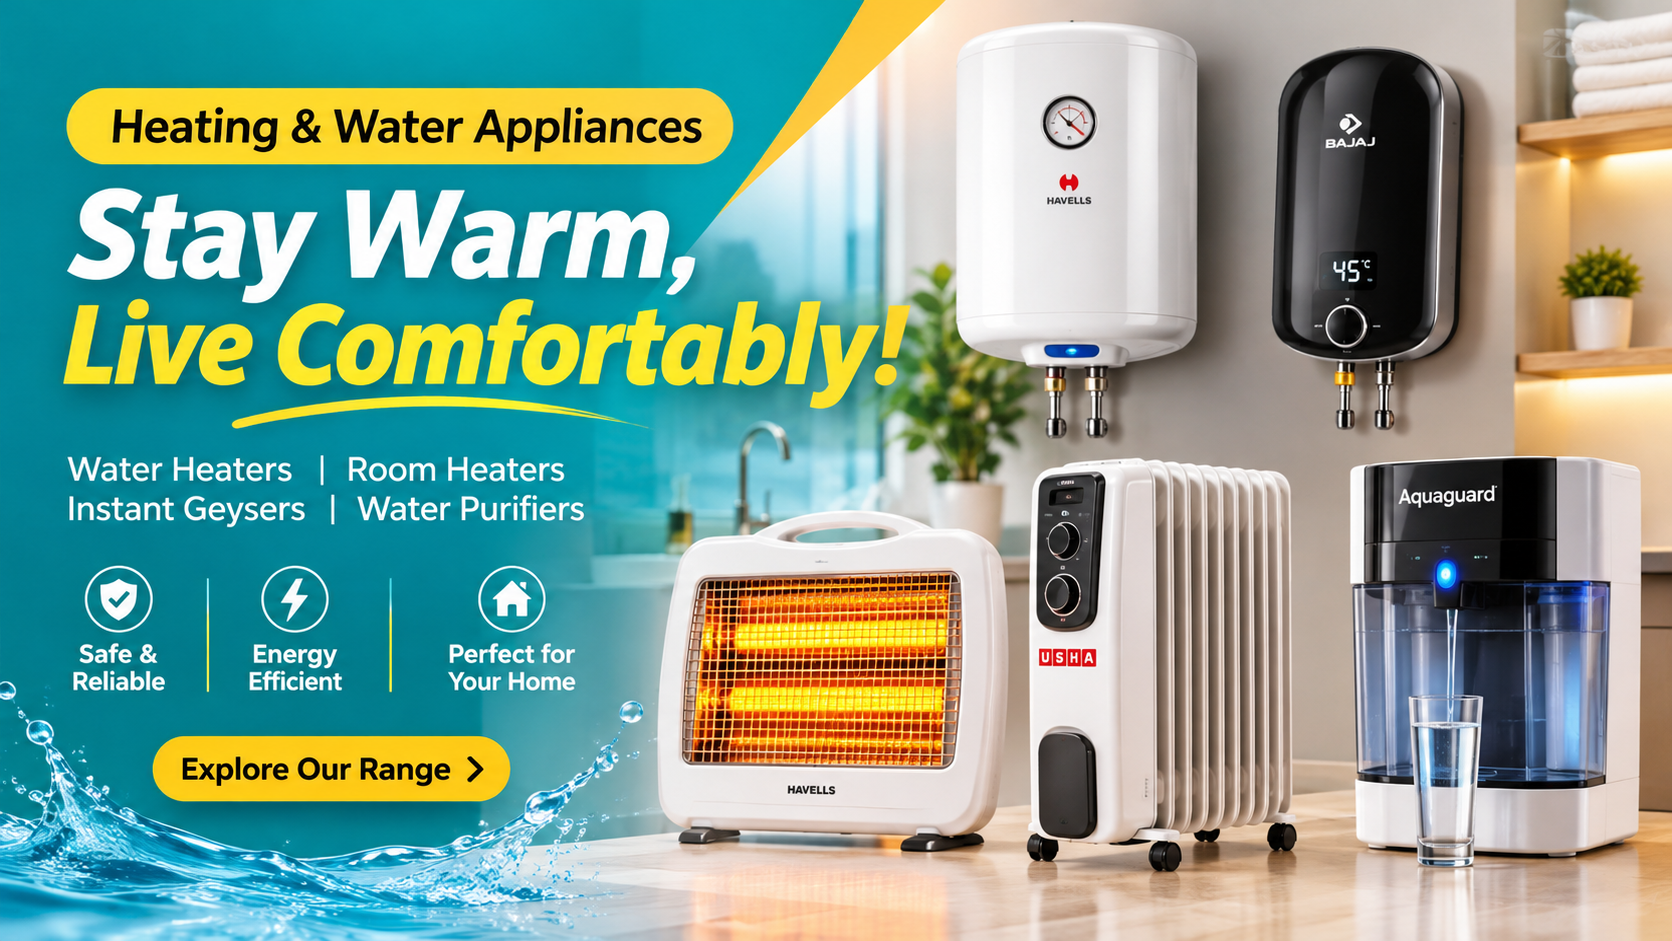 Heating & Water Appliances
Stay Warm,
Live Comfortably!
Water Heaters | Room Heaters
Instant Geysers | Water Purifiers
Safe &
Reliable
Energy
Efficient
Perfect for
Your Home
Explore Our Range
HAVELLS
BAJAJ
45°C
HAVELLS
USHA
Aquaguard